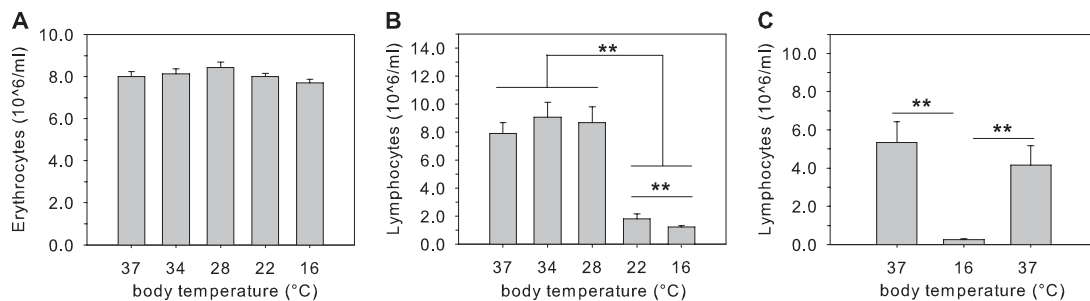 A
Erythrocytes (10^6/ml)
10.0
8.0
6.0
4.0
2.0
0.0
37 34 28 22 16
body temperature (°C)
B
Lymphocytes (10^6/ml)
14.0
12.0
10.0
8.0
6.0
4.0
2.0
0.0
**
**
37 34 28 22 16
body temperature (°C)
C
Lymphocytes (10^6/ml)
10.0
8.0
6.0
4.0
2.0
0.0
**
**
37 16 37
body temperature (°C)